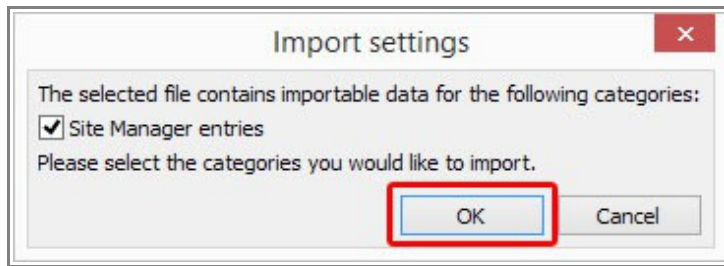 Import settings
The selected file contains importable data for the following categories:
Site Manager entries
Please select the categories you would like to import.
OK
Cancel